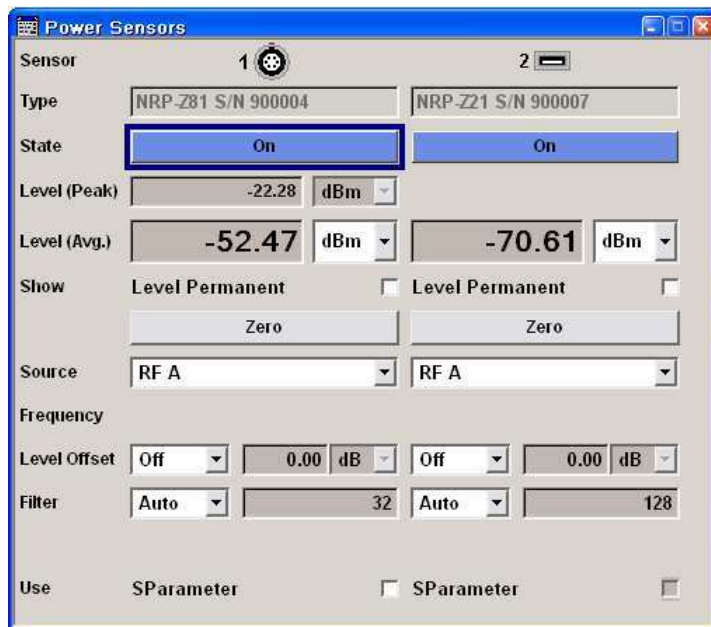 Power Sensors
Sensor 1 2
Type NRP-Z81 S/N 900004 NRP-Z21 S/N 900007
State On On
Level (Peak) -22.28 dBm
Level (Avg.) -52.47 dBm -70.61 dBm
Show Level Permanent Level Permanent
Zero Zero
Source RF A RF A
Frequency
Level Offset Off 0.00 dB Off 0.00 dB
Filter Auto 32 Auto 128
Use SParameter SParameter